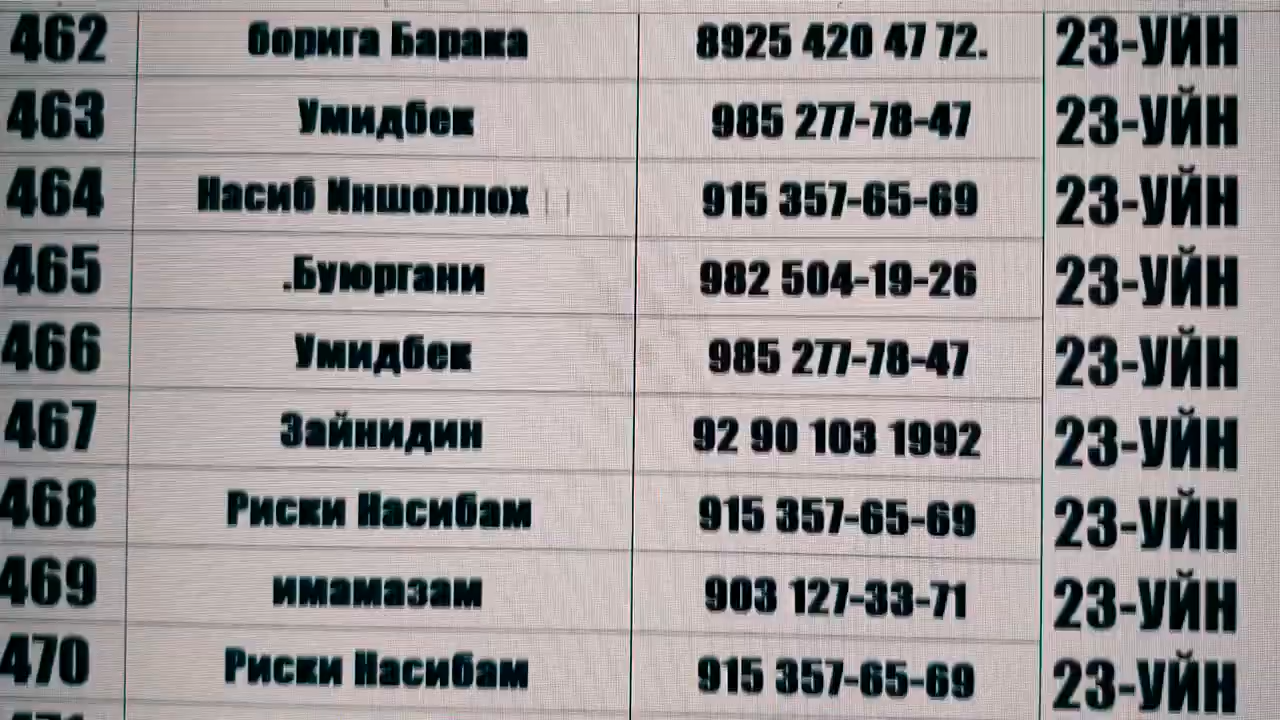 462 борига Барака 8925 420 47 72. 23-УЙН
463 Умидбек 985 277-78-47 23-УЙН
464 Насиб Иншоллох 915 357-65-69 23-УЙН
465 .Буюргани 982 504-19-26 23-УЙН
466 Умидбек 985 277-78-47 23-УЙН
467 Зайнидин 92 90 103 1992 23-УЙН
468 Риски Насибам 915 357-65-69 23-УЙН
469 имамазам 903 127-33-71 23-УЙН
470 Риски Насибам 915 357-65-69 23-УЙН